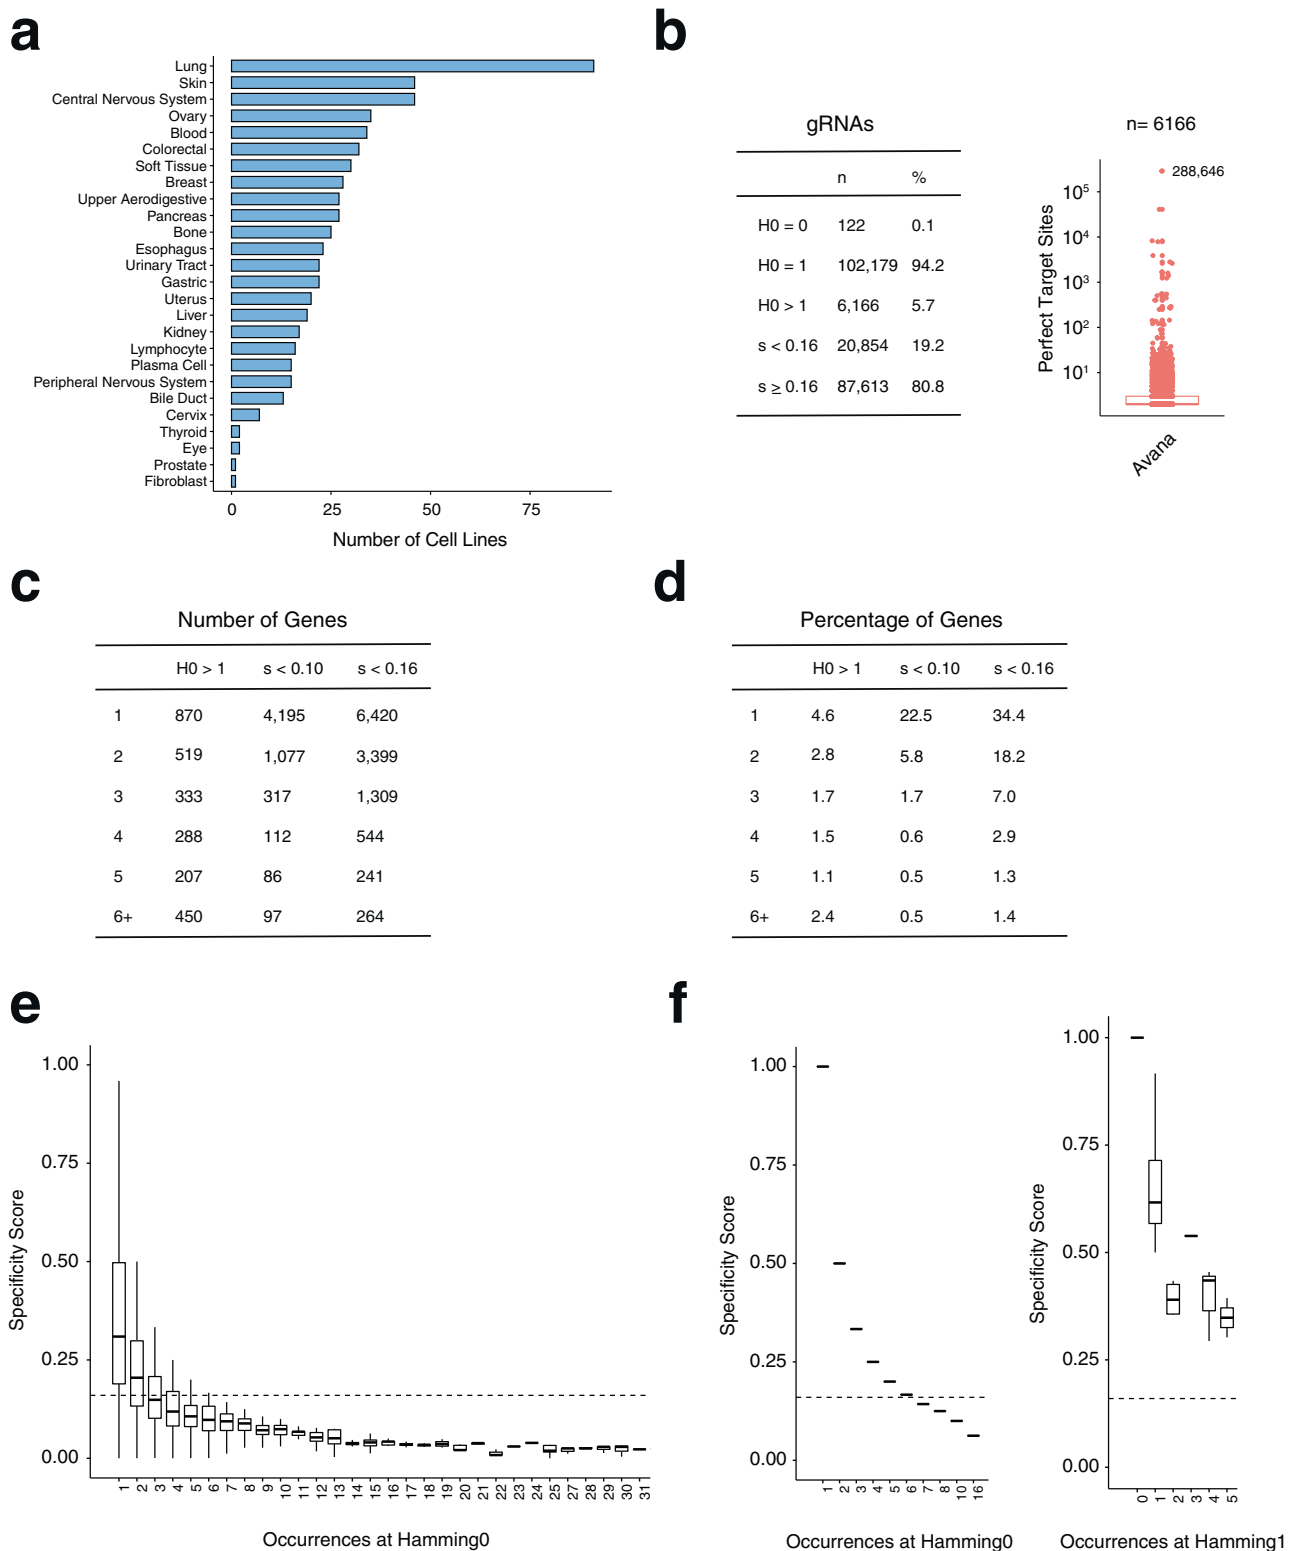 a
Lung
Skin
Central Nervous System
Ovary
Blood
Colorectal
Soft Tissue
Breast
Upper Aerodigestive
Pancreas
Bone
Esophagus
Urinary Tract
Gastric
Uterus
Liver
Kidney
Lymphocyte
Plasma Cell
Peripheral Nervous System
Bile Duct
Cervix
Thyroid
Eye
Prostate
Fibroblast
0 25 50 75
Number of Cell Lines
b
gRNAs
n %
H0 = 0 122 0.1
H0 = 1 102,179 94.2
H0 > 1 6,166 5.7
s < 0.16 20,854 19.2
s ≥ 0.16 87,613 80.8
n= 6166
288,646
10⁵
10⁴
10³
10²
10¹
Perfect Target Sites
Avana
c
Number of Genes
H0 > 1 s < 0.10 s < 0.16
1 870 4,195 6,420
2 519 1,077 3,399
3 333 317 1,309
4 288 112 544
5 207 86 241
6+ 450 97 264
d
Percentage of Genes
H0 > 1 s < 0.10 s < 0.16
1 4.6 22.5 34.4
2 2.8 5.8 18.2
3 1.7 1.7 7.0
4 1.5 0.6 2.9
5 1.1 0.5 1.3
6+ 2.4 0.5 1.4
e
1.00
0.75
0.50
0.25
0.00
Specificity Score
1 2 3 4 5 6 7 8 9 10 11 12 13 14 15 16 17 18 19 20 21 22 23 24 25 27 28 29 30 31
Occurrences at Hamming0
f
1.00
0.75
0.50
0.25
0.00
Specificity Score
1 2 3 4 5 6 7 8 10 16
Occurrences at Hamming0
1.00
0.75
0.50
0.25
0.00
Specificity Score
0 1 2 3 4 5
Occurrences at Hamming1